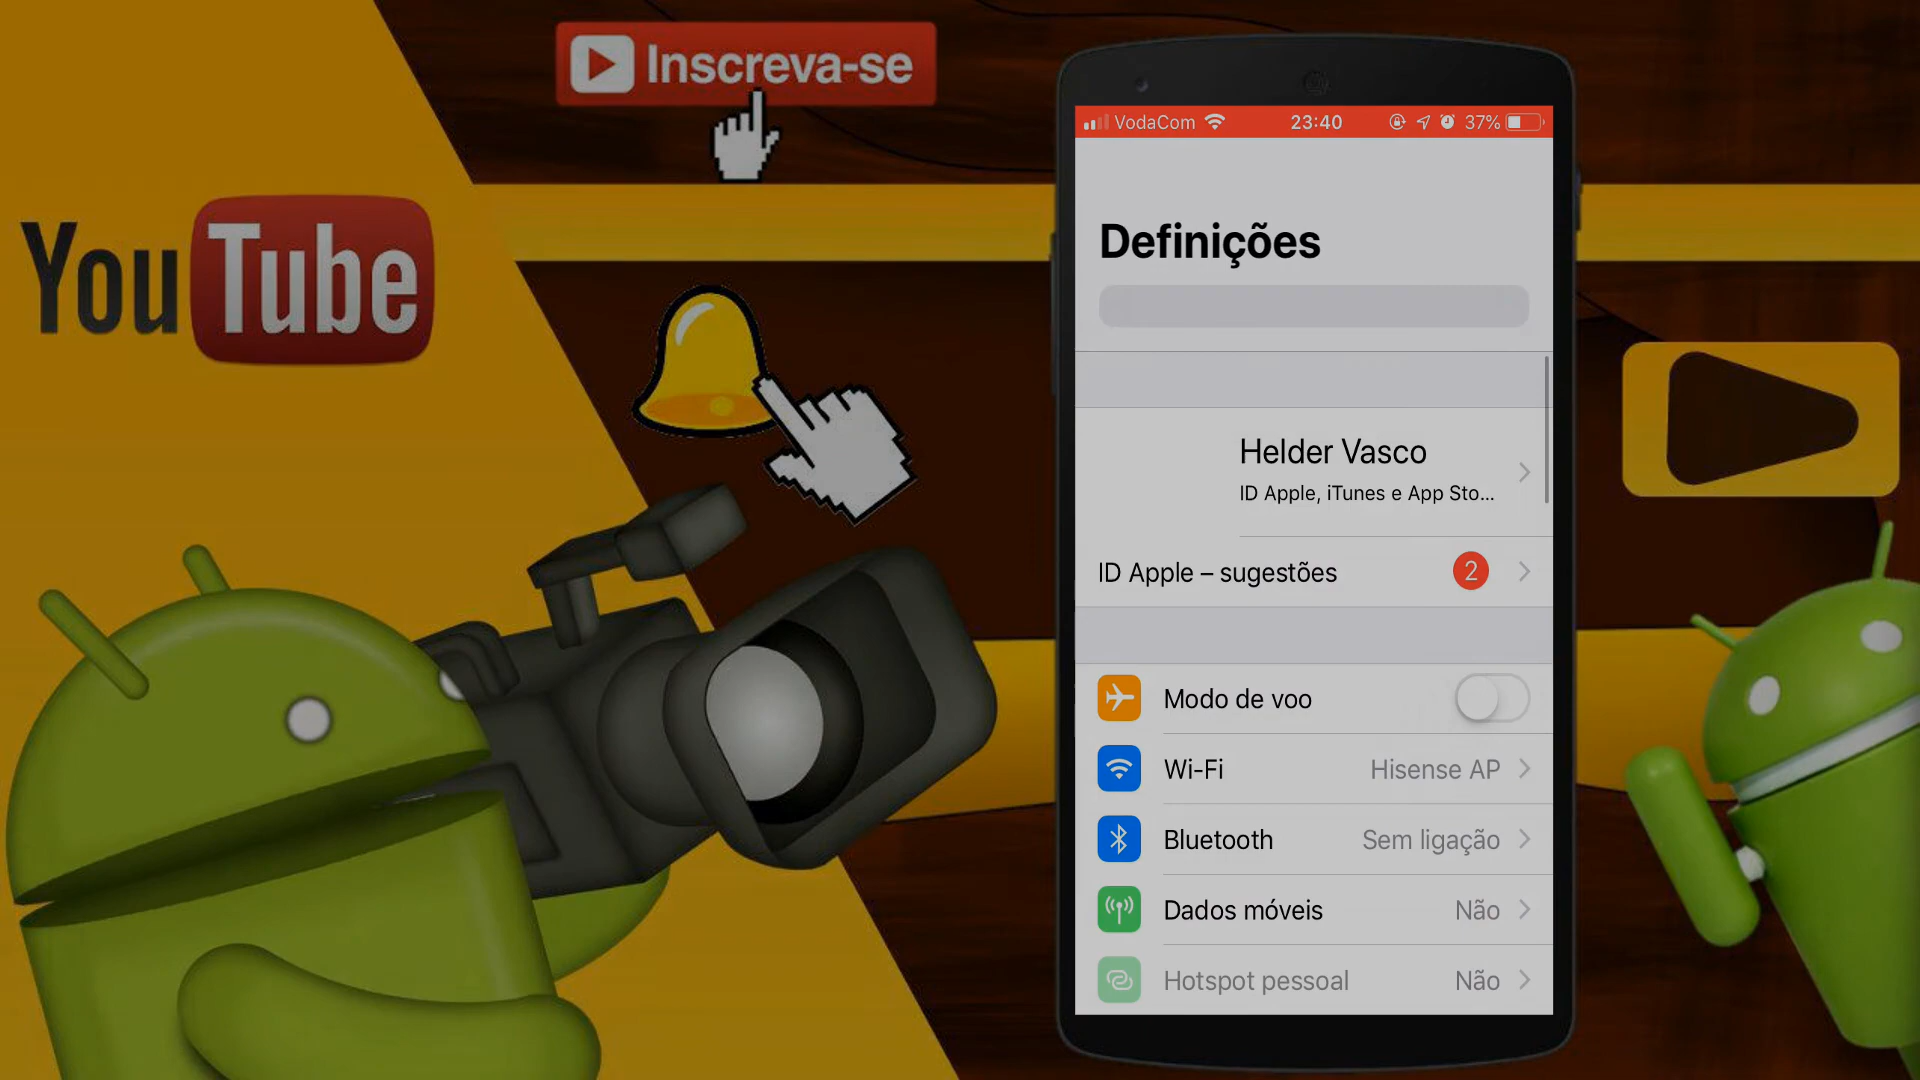 Inscreva-se
YouTube
VodaCom
23:40
37%
Definições
Helder Vasco
ID Apple, iTunes e App Sto...
ID Apple – sugestões
2
Modo de voo
Wi-Fi
Hisense AP
Bluetooth
Sem ligação
Dados móveis
Não
Hotspot pessoal
Não